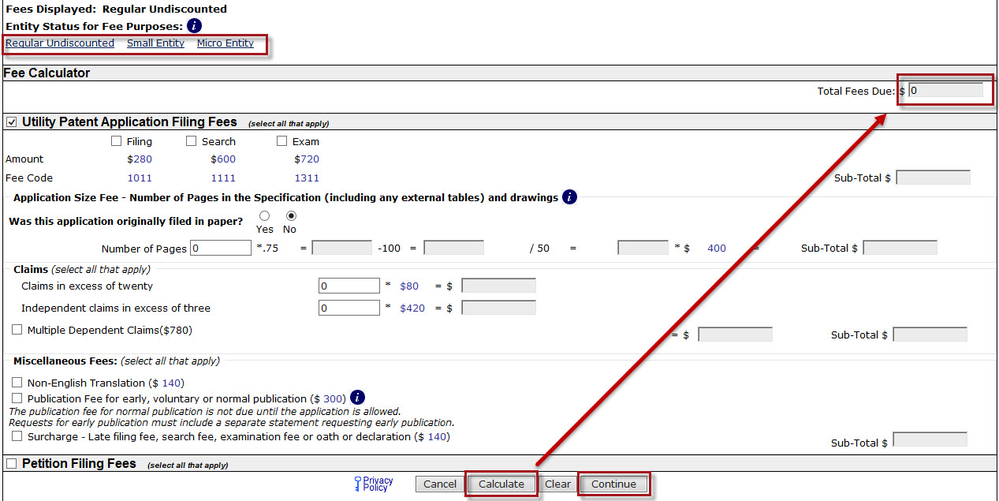 Fees Displayed: Regular Undiscounted
Entity Status for Fee Purposes: i
Regular Undiscounted Small Entity Micro Entity
Fee Calculator
Total Fees Due: $ 0
Utility Patent Application Filing Fees (select all that apply)
Filing Search Exam
Amount $280 $600 $720
Fee Code 1011 1111 1311 Sub-Total $
Application Size Fee - Number of Pages in the Specification (including any external tables) and drawings i
Was this application originally filed in paper?
Yes No
Number of Pages 0 *.75 = -100 = / 50 = * $ 400 = Sub-Total $
Claims (select all that apply)
Claims in excess of twenty 0 * $80 = $
Independent claims in excess of three 0 * $420 = $
Multiple Dependent Claims($780) = $ Sub-Total $
Miscellaneous Fees: (select all that apply)
Non-English Translation ($ 140)
Publication Fee for early, voluntary or normal publication ($ 300) i
The publication fee for normal publication is not due until the application is allowed.
Requests for early publication must include a separate statement requesting early publication.
Surcharge - Late filing fee, search fee, examination fee or oath or declaration ($ 140) Sub-Total $
Petition Filing Fees (select all that apply)
Privacy
Policy
Cancel Calculate Clear Continue